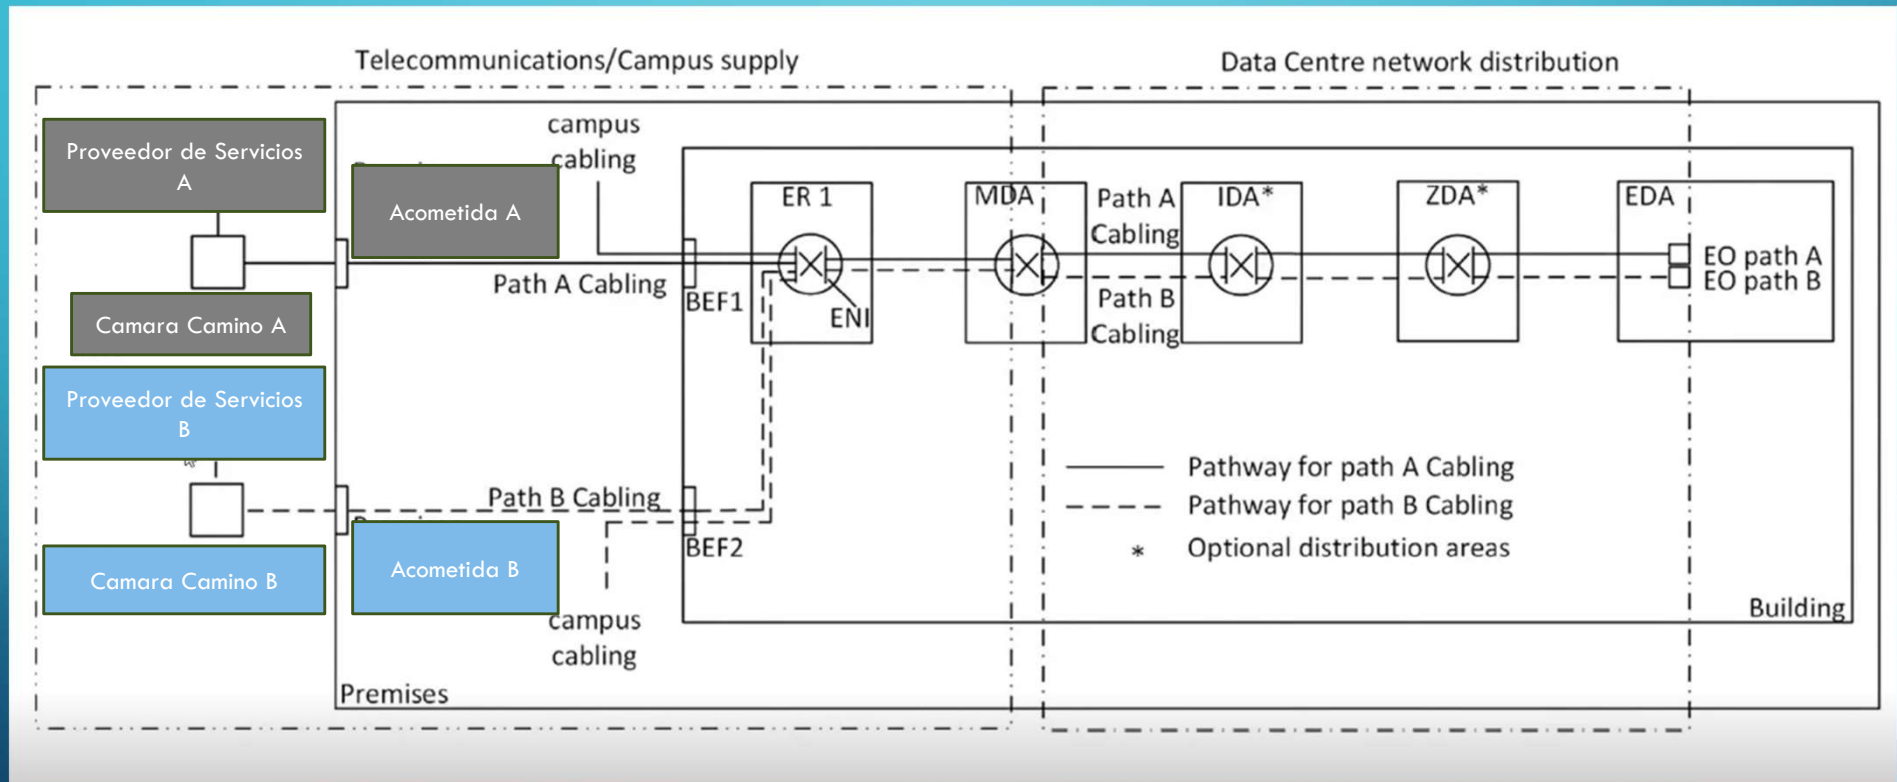 Telecommunications/Campus supply
Data Centre network distribution
Proveedor de Servicios
A
campus
cabling
Acometida A
ER 1
MDA
Path A
Cabling
IDA*
ZDA*
EDA
EO path A
EO path B
Path A Cabling
BEF1
ENI
Path B
Cabling
Camara Camino A
Proveedor de Servicios
B
Path B Cabling
BEF2
Acometida B
Camara Camino B
campus
cabling
Pathway for path A Cabling
Pathway for path B Cabling
* Optional distribution areas
Building
Premises